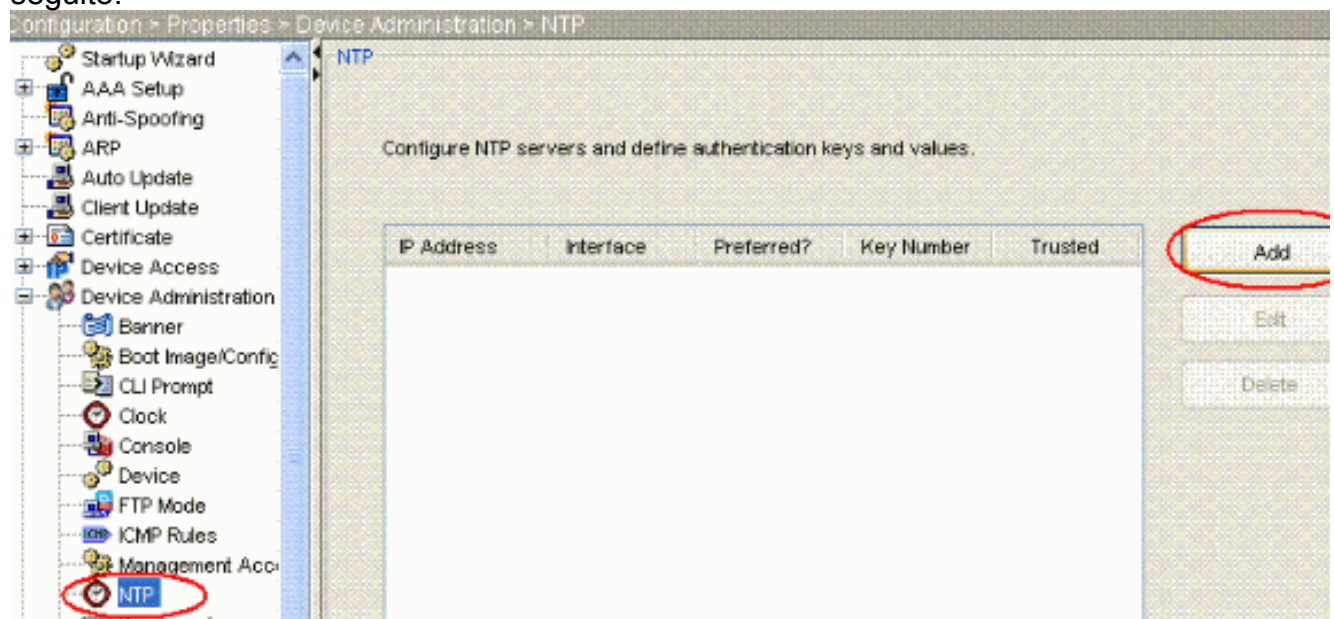 seguito.
Configuration > Properties > Device Administration > NTP
Startup Wizard
AAA Setup
Anti-Spoofing
ARP
Auto Update
Client Update
Certificate
Device Access
Device Administration
Banner
Boot Image/Config
CLI Prompt
Clock
Console
Device
FTP Mode
ICMP Rules
Management Acc
NTP
NTP
Configure NTP servers and define authentication keys and values.
IP Address Interface Preferred? Key Number Trusted
Add
Edit
Delete